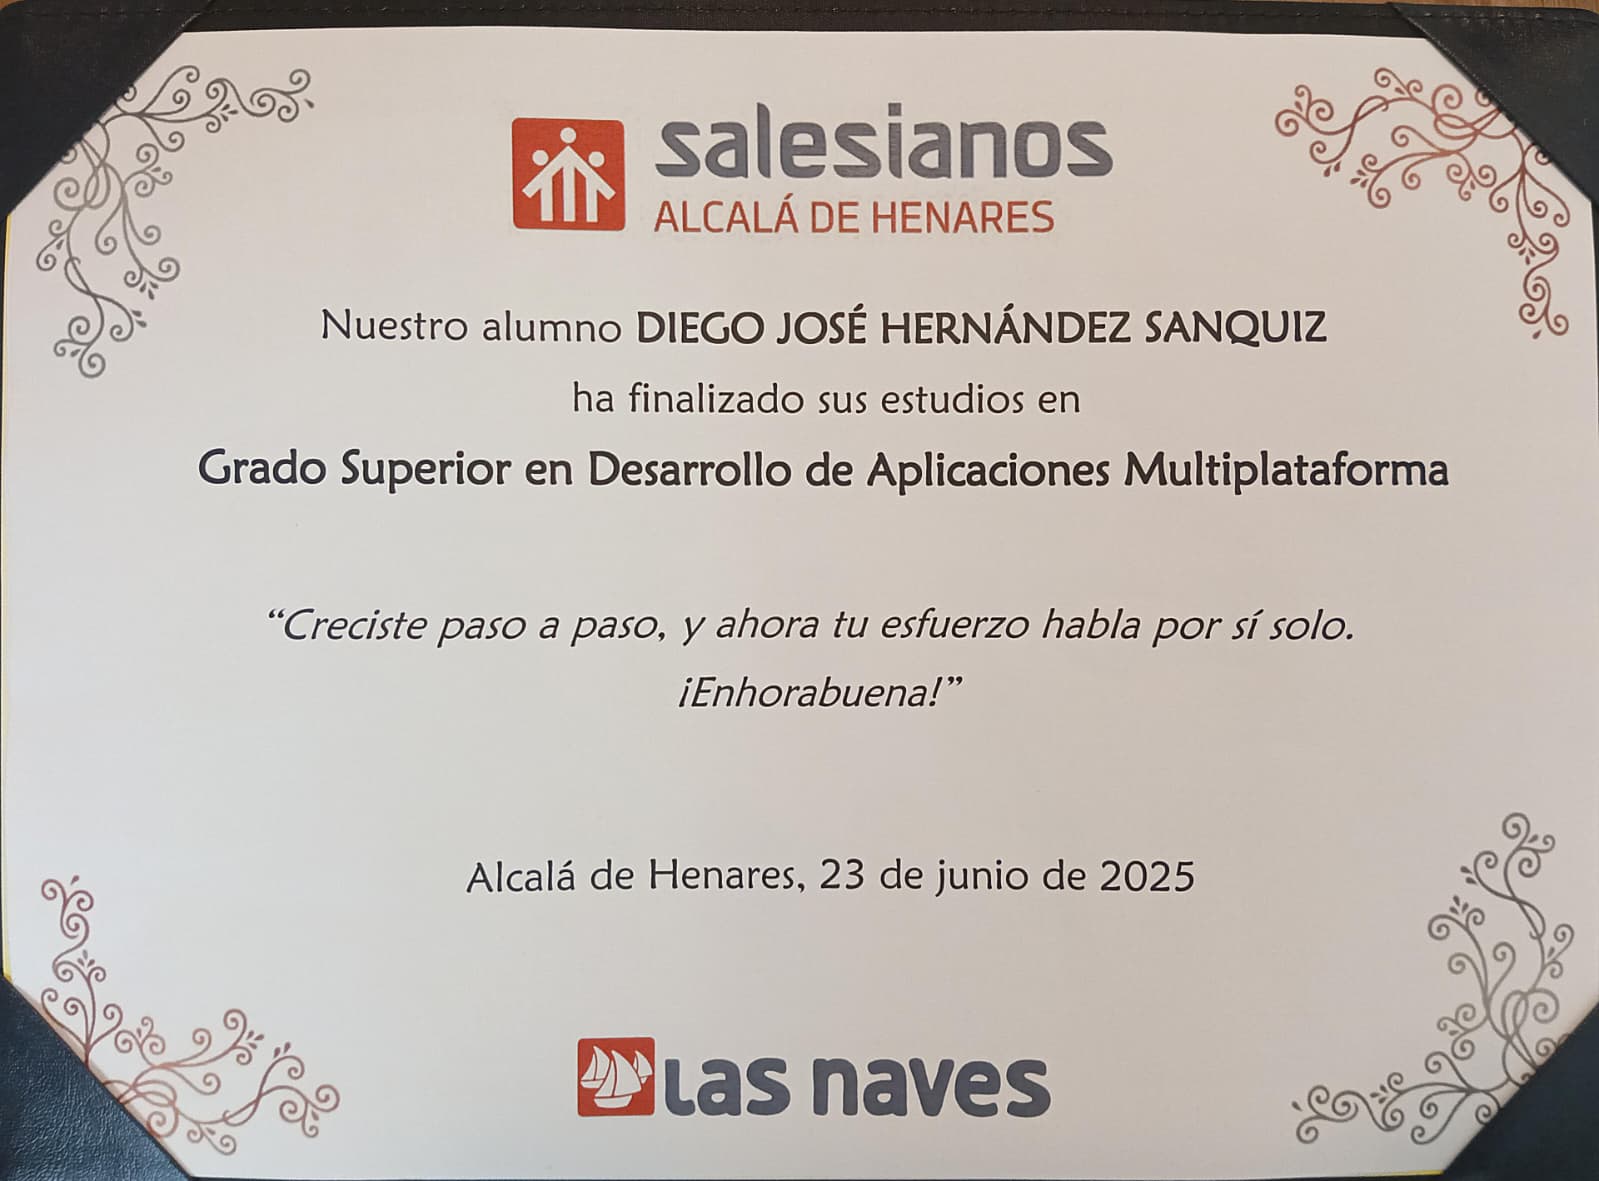 salesianos
ALCALÁ DE HENARES
Nuestro alumno DIEGO JOSÉ HERNÁNDEZ SANQUIZ
ha finalizado sus estudios en
Grado Superior en Desarrollo de Aplicaciones Multiplataforma
“Creciste paso a paso, y ahora tu esfuerzo habla por sí solo.
¡Enhorabuena!”
Alcalá de Henares, 23 de junio de 2025
Las naves